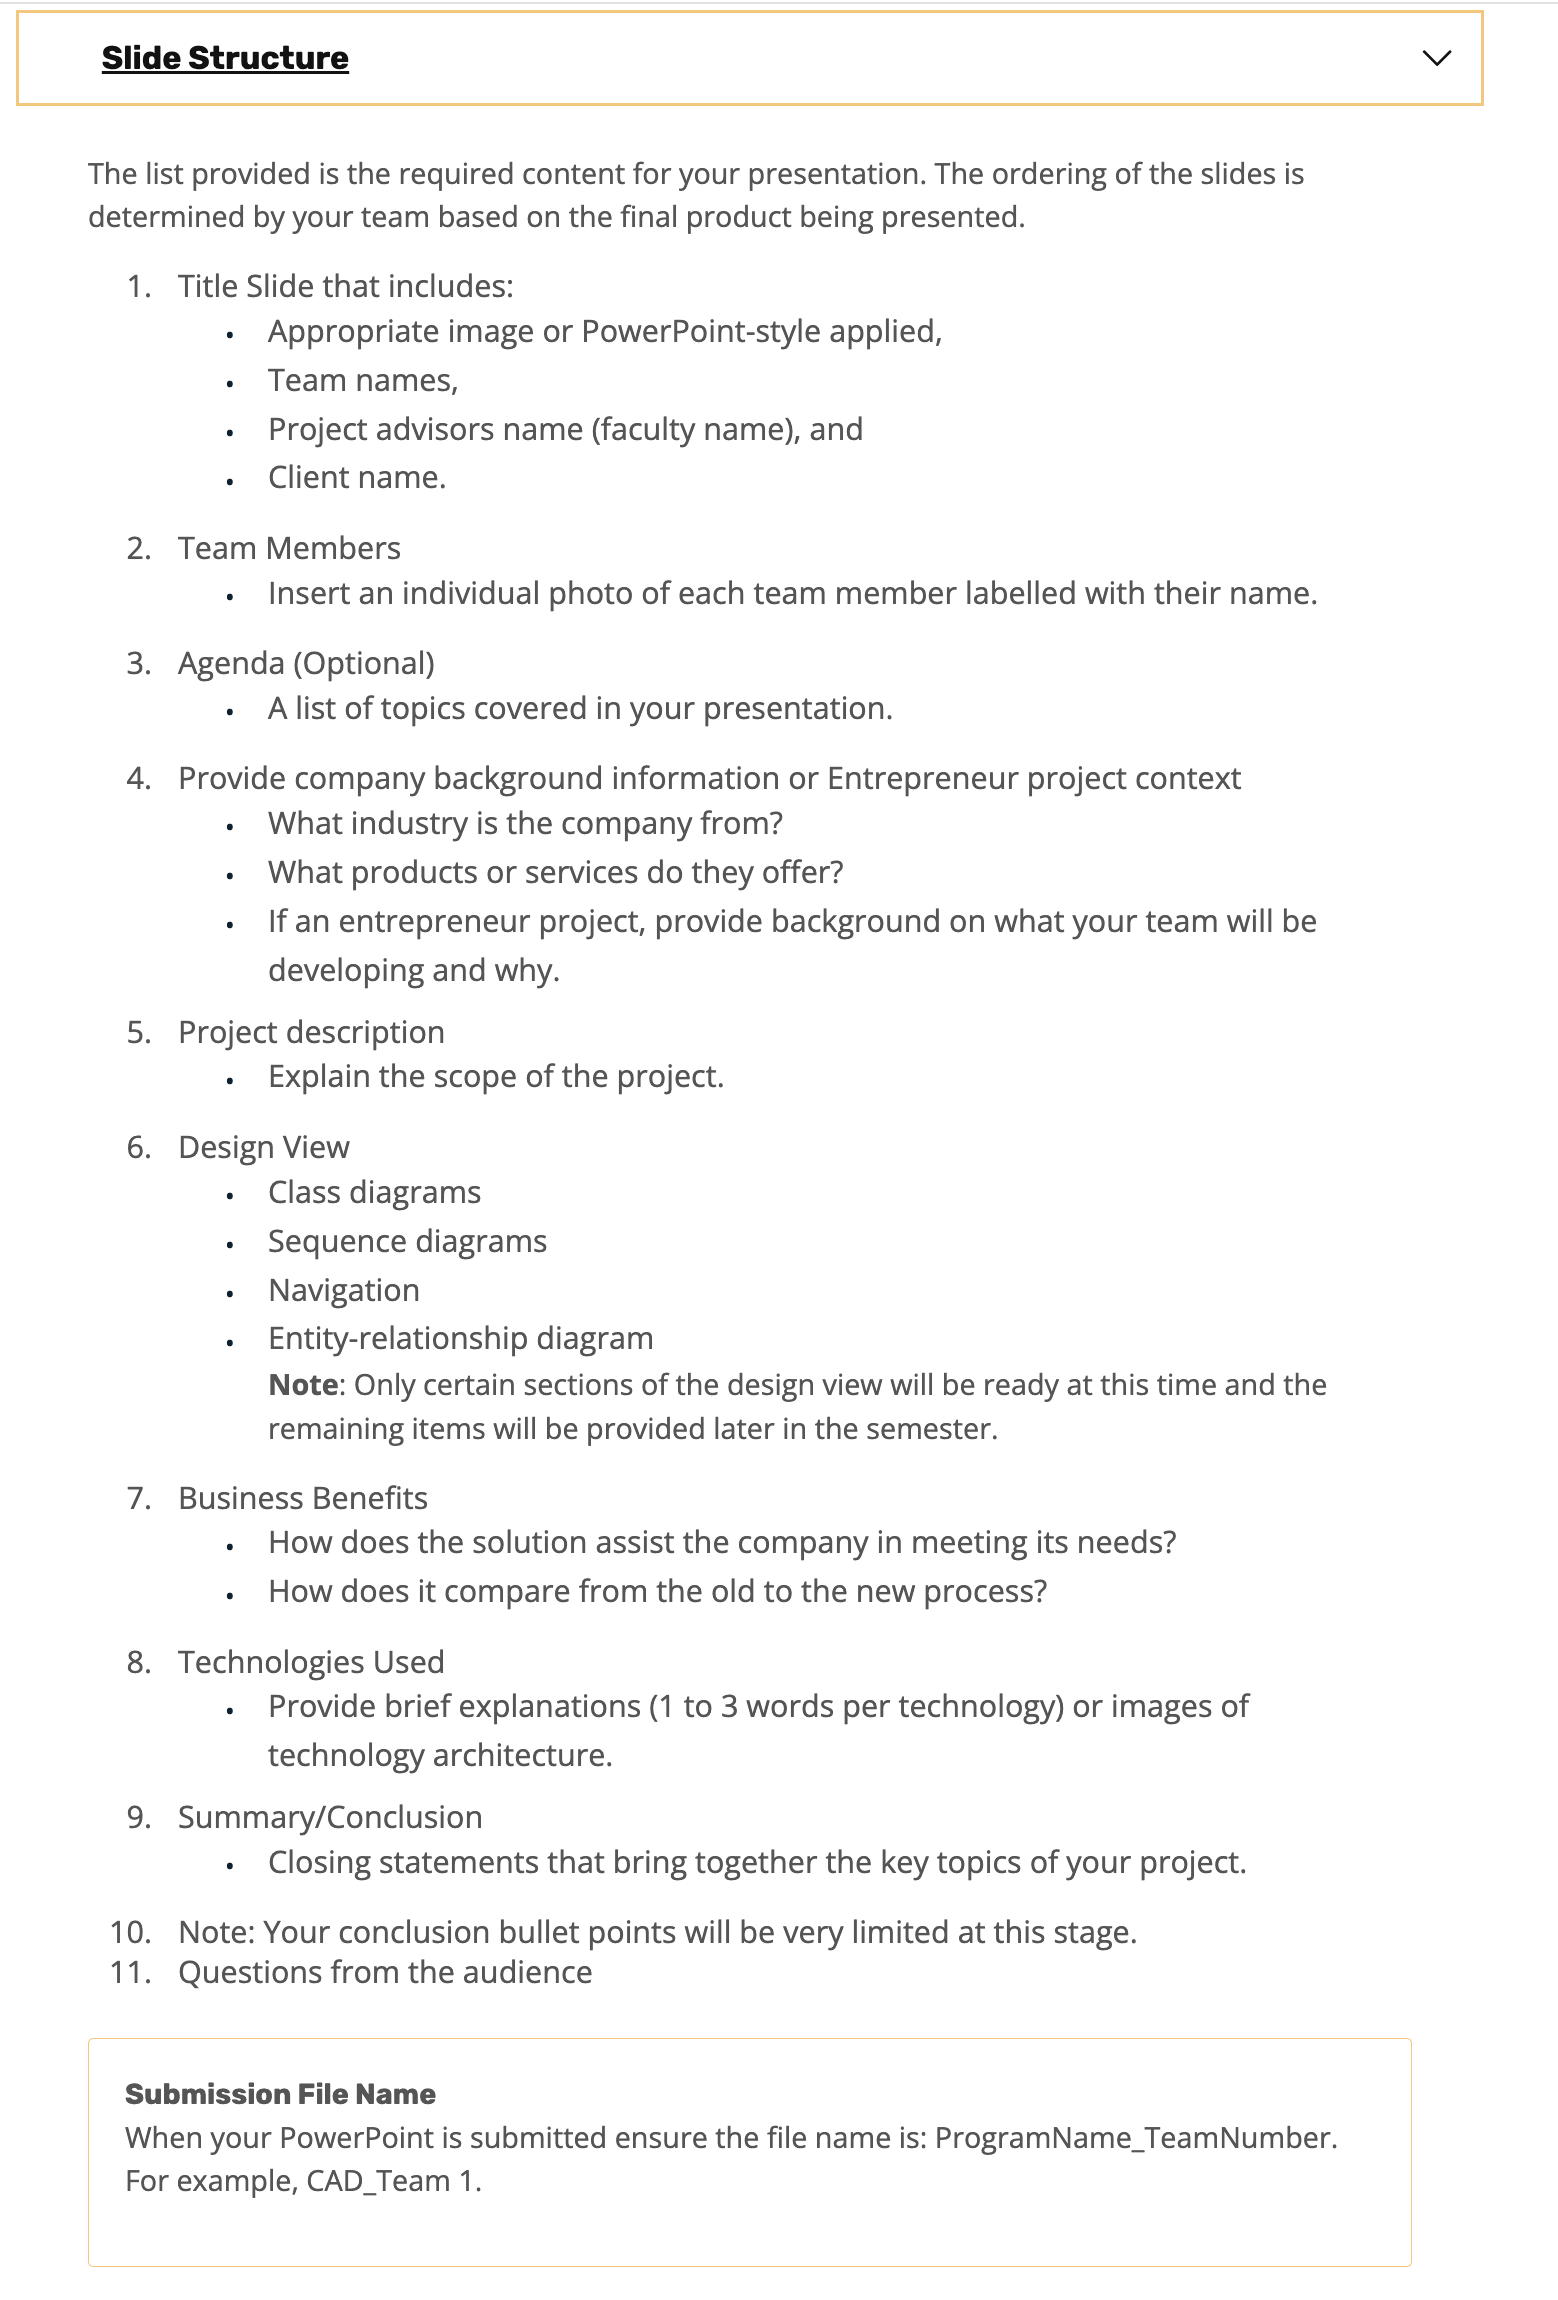 Slide Structure
The list provided is the required content for your presentation. The ordering of the slides is
determined by your team based on the final product being presented.
1. Title Slide that includes:
• Appropriate image or PowerPoint-style applied,
• Team names,
• Project advisors name (faculty name), and
• Client name.
2. Team Members
• Insert an individual photo of each team member labelled with their name.
3. Agenda (Optional)
• A list of topics covered in your presentation.
4. Provide company background information or Entrepreneur project context
• What industry is the company from?
• What products or services do they offer?
• If an entrepreneur project, provide background on what your team will be
developing and why.
5. Project description
• Explain the scope of the project.
6. Design View
• Class diagrams
• Sequence diagrams
• Navigation
• Entity-relationship diagram
Note: Only certain sections of the design view will be ready at this time and the
remaining items will be provided later in the semester.
7. Business Benefits
• How does the solution assist the company in meeting its needs?
• How does it compare from the old to the new process?
8. Technologies Used
• Provide brief explanations (1 to 3 words per technology) or images of
technology architecture.
9. Summary/Conclusion
• Closing statements that bring together the key topics of your project.
10. Note: Your conclusion bullet points will be very limited at this stage.
11. Questions from the audience
Submission File Name
When your PowerPoint is submitted ensure the file name is: ProgramName_TeamNumber.
For example, CAD_Team 1.